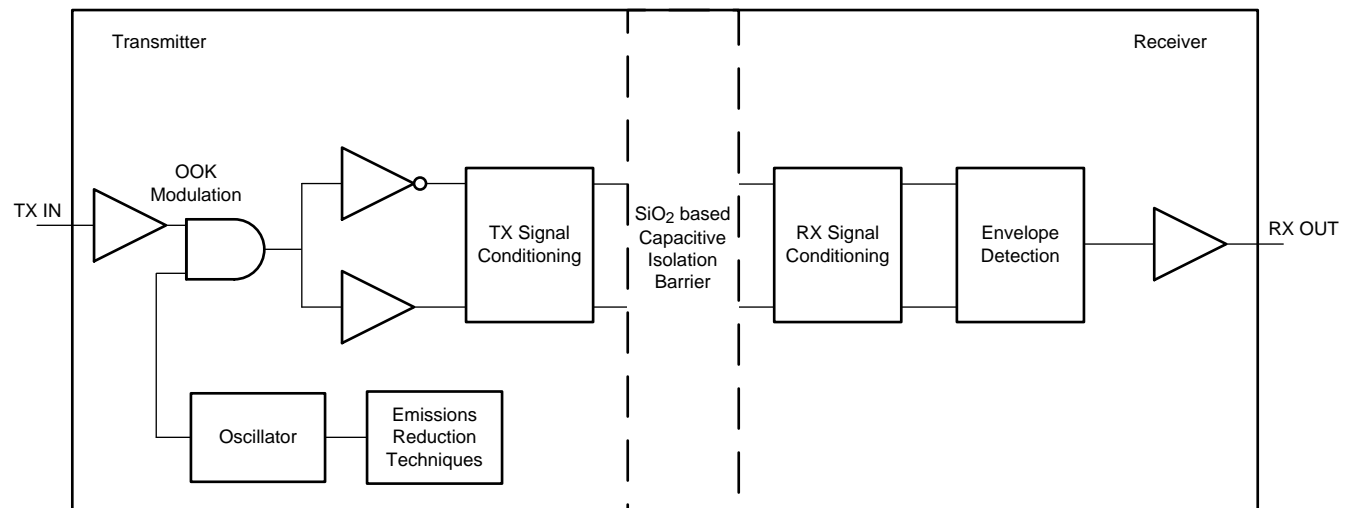 Transmitter
Receiver
OOK
Modulation
TX IN
TX Signal
Conditioning
SiO₂ based
Capacitive
Isolation
Barrier
RX Signal
Conditioning
Envelope
Detection
RX OUT
Oscillator
Emissions
Reduction
Techniques